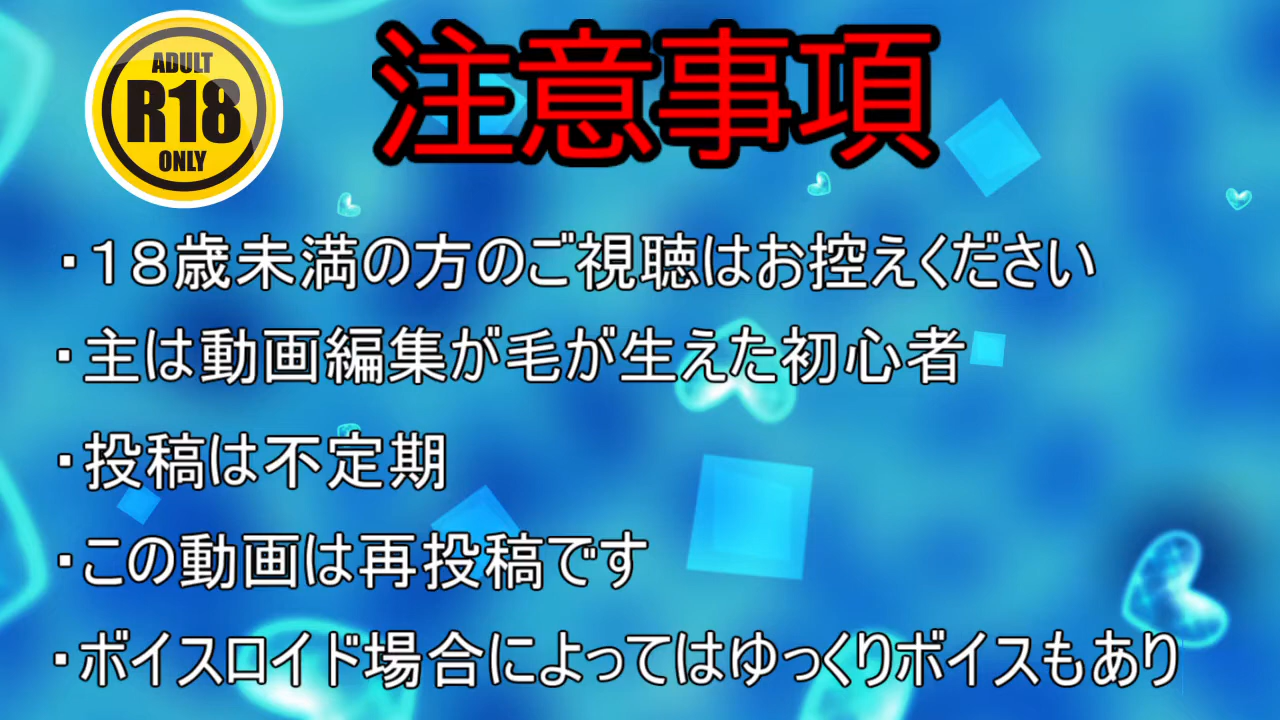 ADULT
R18
ONLY
注意事項
・１８歳未満の方のご視聴はお控えください
・主は動画編集が毛が生えた初心者
・投稿は不定期
・この動画は再投稿です
・ボイスロイド場合によってはゆっくりボイスもあり